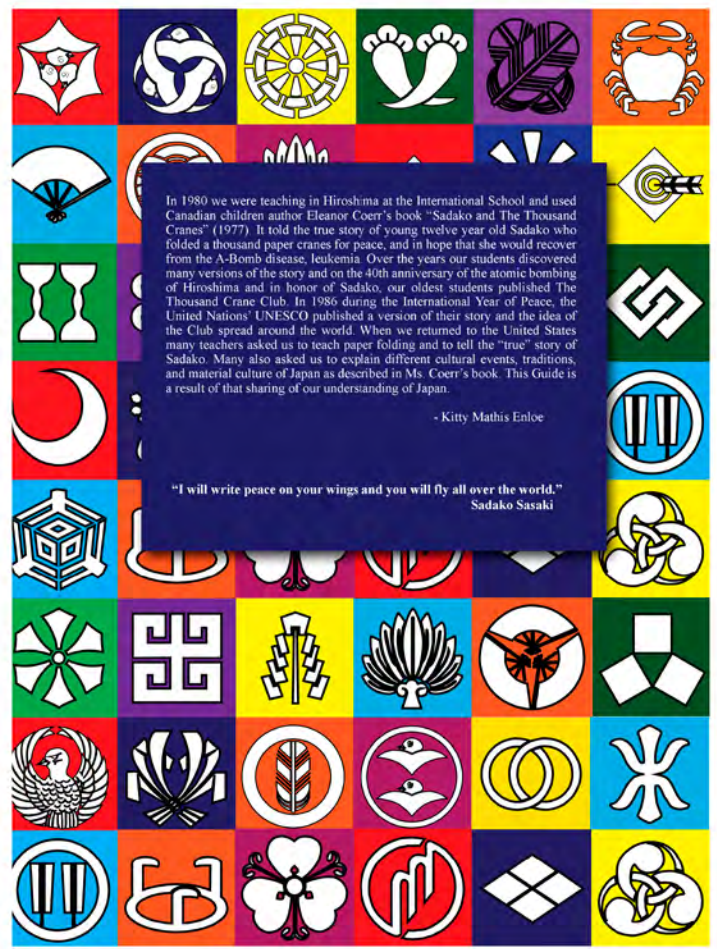 In 1980 we were teaching in Hiroshima at the International School and used
Canadian children author Eleanor Coerr's book "Sadako and The Thousand
Cranes" (1977). It told the true story of young twelve year old Sadako who
folded a thousand paper cranes for peace, and in hope that she would recover
from the A-Bomb disease, leukemia. Over the years our students discovered
many versions of the story and on the 40th anniversary of the atomic bombing
of Hiroshima and in honor of Sadako, our oldest students published The
Thousand Crane Club. In 1986 during the International Year of Peace, the
United Nations' UNESCO published a version of their story and the idea of
the Club spread around the world. When we returned to the United States
many teachers asked us to teach paper folding and to tell the "true" story of
Sadako. Many also asked us to explain different cultural events, traditions,
and material culture of Japan as described in Ms. Coerr's book. This Guide is
a result of that sharing of our understanding of Japan.
- Kitty Mathis Enloe
"I will write peace on your wings and you will fly all over the world."
Sadako Sasaki